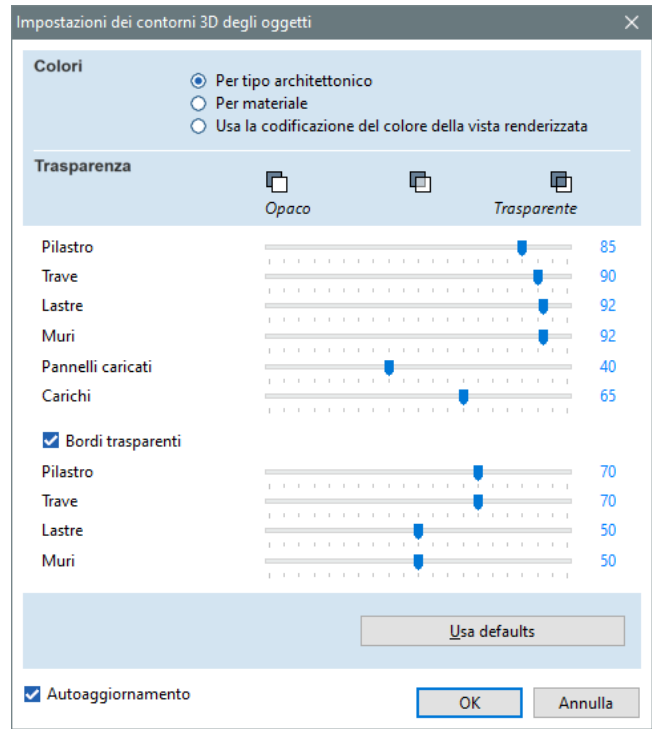 Impostazioni dei contorni 3D degli oggetti
Colori
Per tipo architettonico
Per materiale
Usa la codificazione del colore della vista renderizzata
Trasparenza
Opaco Trasparente
Pilastro 85
Trave 90
Lastre 92
Muri 92
Pannelli caricati 40
Carichi 65
Bordi trasparenti
Pilastro 70
Trave 70
Lastre 50
Muri 50
Usa defaults
Autoaggiornamento OK Annulla